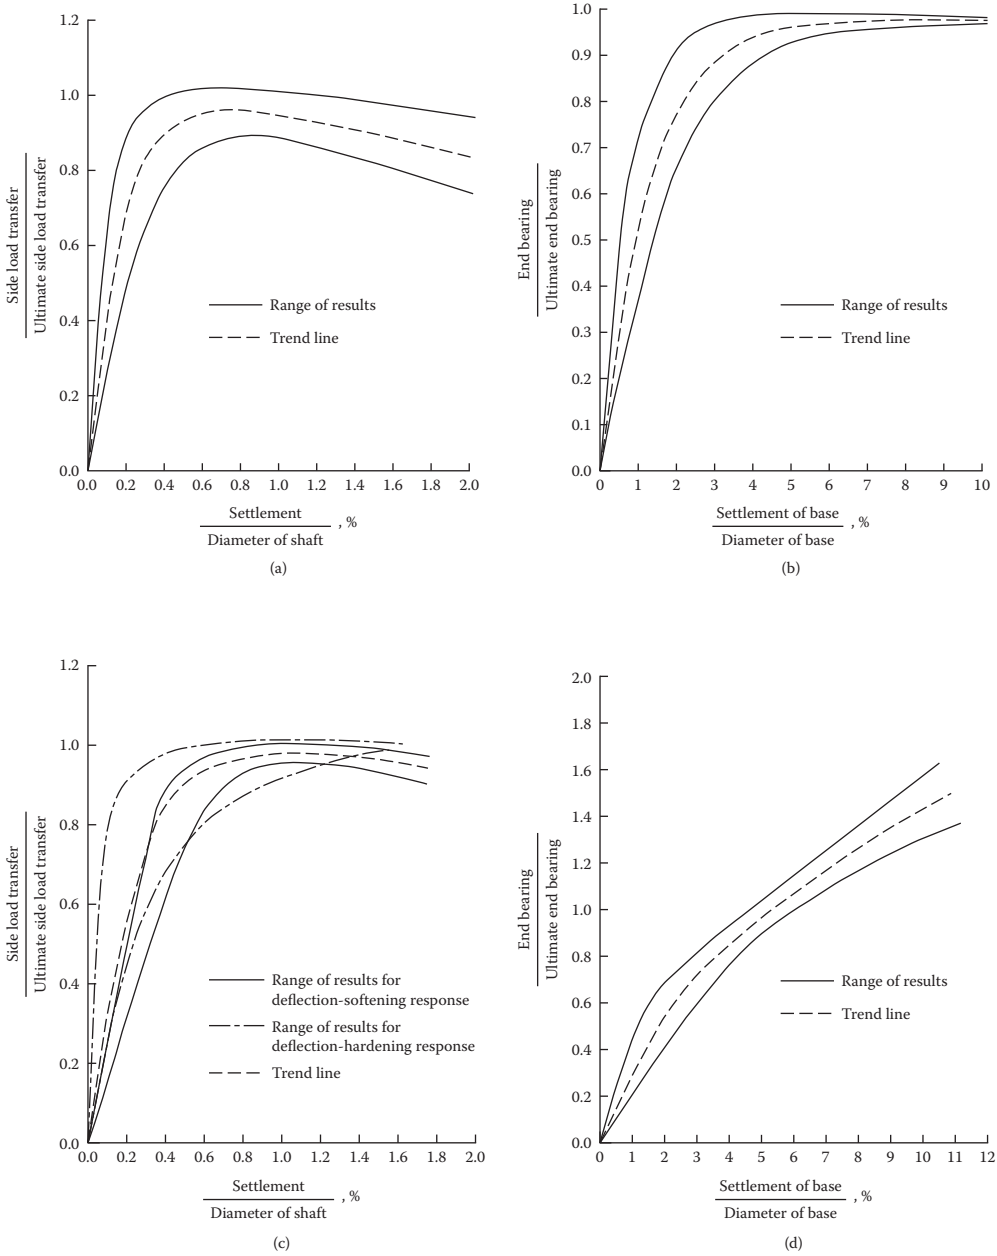 1.2
1.0
0.8
0.6
0.4
0.2
0.0
Side load transfer
Ultimate side load transfer
Range of results
Trend line
0.0 0.2 0.4 0.6 0.8 1.0 1.2 1.4 1.6 1.8 2.0
Settlement
Diameter of shaft
, %
(a)
1.0
0.9
0.8
0.7
0.6
0.5
0.4
0.3
0.2
0.1
0.0
End bearing
Ultimate end bearing
Range of results
Trend line
0 1 2 3 4 5 6 7 8 9 10
Settlement of base
Diameter of base
, %
(b)
1.2
1.0
0.8
0.6
0.4
0.2
0.0
Side load transfer
Ultimate side load transfer
Range of results for
deflection-softening response
Range of results for
deflection-hardening response
Trend line
0.0 0.2 0.4 0.6 0.8 1.0 1.2 1.4 1.6 1.8 2.0
Settlement
Diameter of shaft
, %
(c)
2.0
1.8
1.6
1.4
1.2
1.0
0.8
0.6
0.4
0.2
0.0
End bearing
Ultimate end bearing
Range of results
Trend line
0 1 2 3 4 5 6 7 8 9 10 11 12
Settlement of base
Diameter of base
, %
(d)